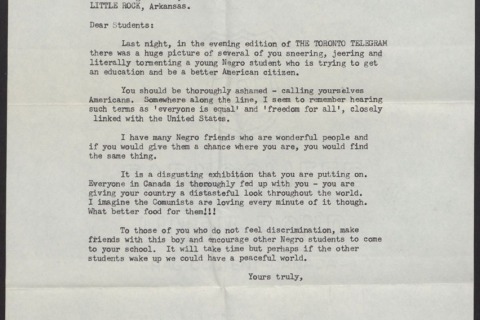 LITTLE ROCK, Arkansas.
Dear Students:
Last night, in the evening edition of THE TORONTO TELEGRAM
there was a huge picture of several of you sneering, jeering and
literally tormenting a young Negro student who is trying to get
an education and be a better American citizen.
You should be thoroughly ashamed - calling yourselves
Americans. Somewhere along the line, I seem to remember hearing
such terms as 'everyone is equal' and 'freedom for all', closely
linked with the United States.
I have many Negro friends who are wonderful people and
if you would give them a chance where you are, you would find
the same thing.
It is a disgusting exhibition that you are putting on.
Everyone in Canada is thoroughly fed up with you - you are
giving your country a distasteful look throughout the world.
I imagine the Comunists are loving every minute of it though.
What better food for them!!!
To those of you who do not feel discrimination, make
friends with this boy and encourage other Negro students to come
to your school. It will take time but perhaps if the other
students wake up we could have a peaceful world.
Yours truly,